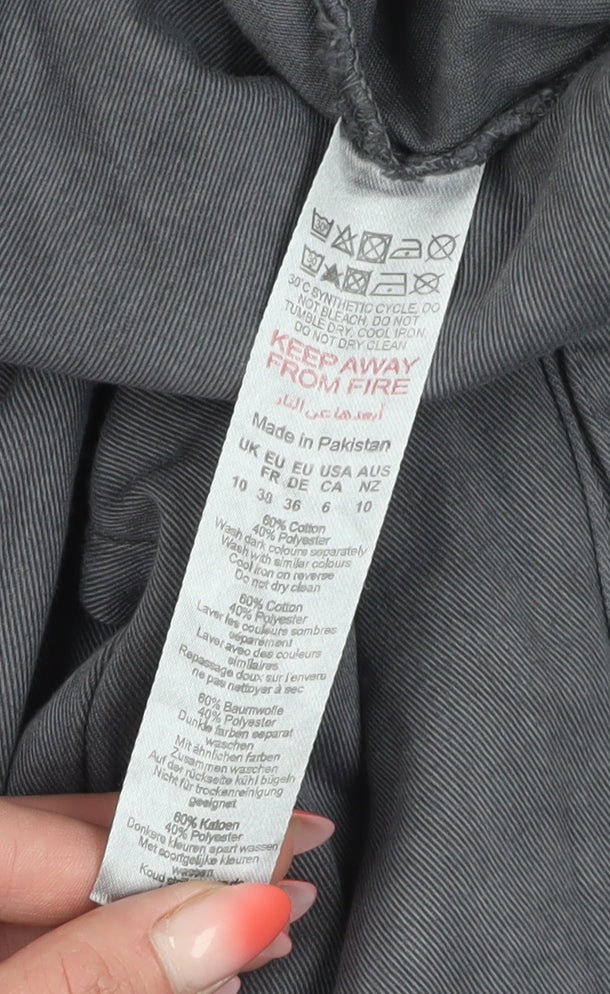 30
30
30°C SYNTHETIC CYCLE, DO
NOT BLEACH, DO NOT
TUMBLE DRY, COOL IRON,
DO NOT DRY CLEAN
KEEP AWAY
FROM FIRE
أبعدها عن النار
Made in Pakistan
UK EU EU USA AUS
FR DE CA NZ
10 38 36 6 10
60% Cotton
40% Polyester
Wash dark colours separately
Wash with similar colours
Cool iron on reverse
Do not dry clean
60% Cotton
40% Polyester
Laver les couleurs sombres
séparément
Laver avec des couleurs
similaires
Repassage doux sur l'envers
ne pas nettoyer à sec
60% Baumwolle
40% Polyester
Dunkle farben separat
waschen
Mit ähnlichen farben
Zusammen waschen
Auf der rückseite kühl bügeln
Nicht für trockenreinigung
geeignet
60% Katoen
40% Polyester
Donkere kleuren apart wassen
Met soortgelijke kleuren
wassen
Koud